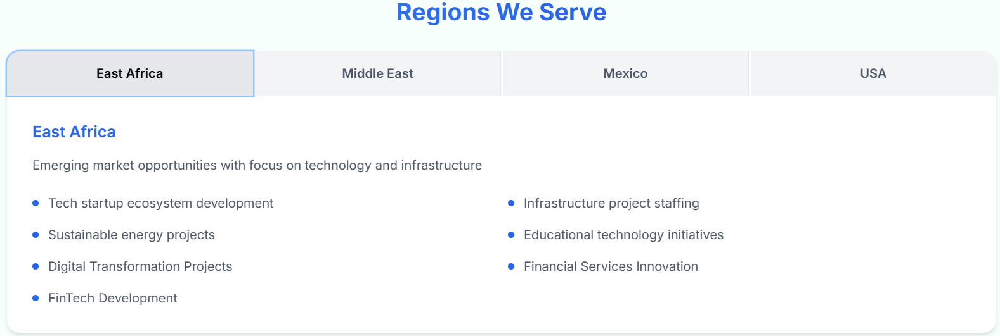 Regions We Serve
East Africa
Middle East
Mexico
USA
East Africa
Emerging market opportunities with focus on technology and infrastructure
Tech startup ecosystem development
Infrastructure project staffing
Sustainable energy projects
Educational technology initiatives
Digital Transformation Projects
Financial Services Innovation
FinTech Development